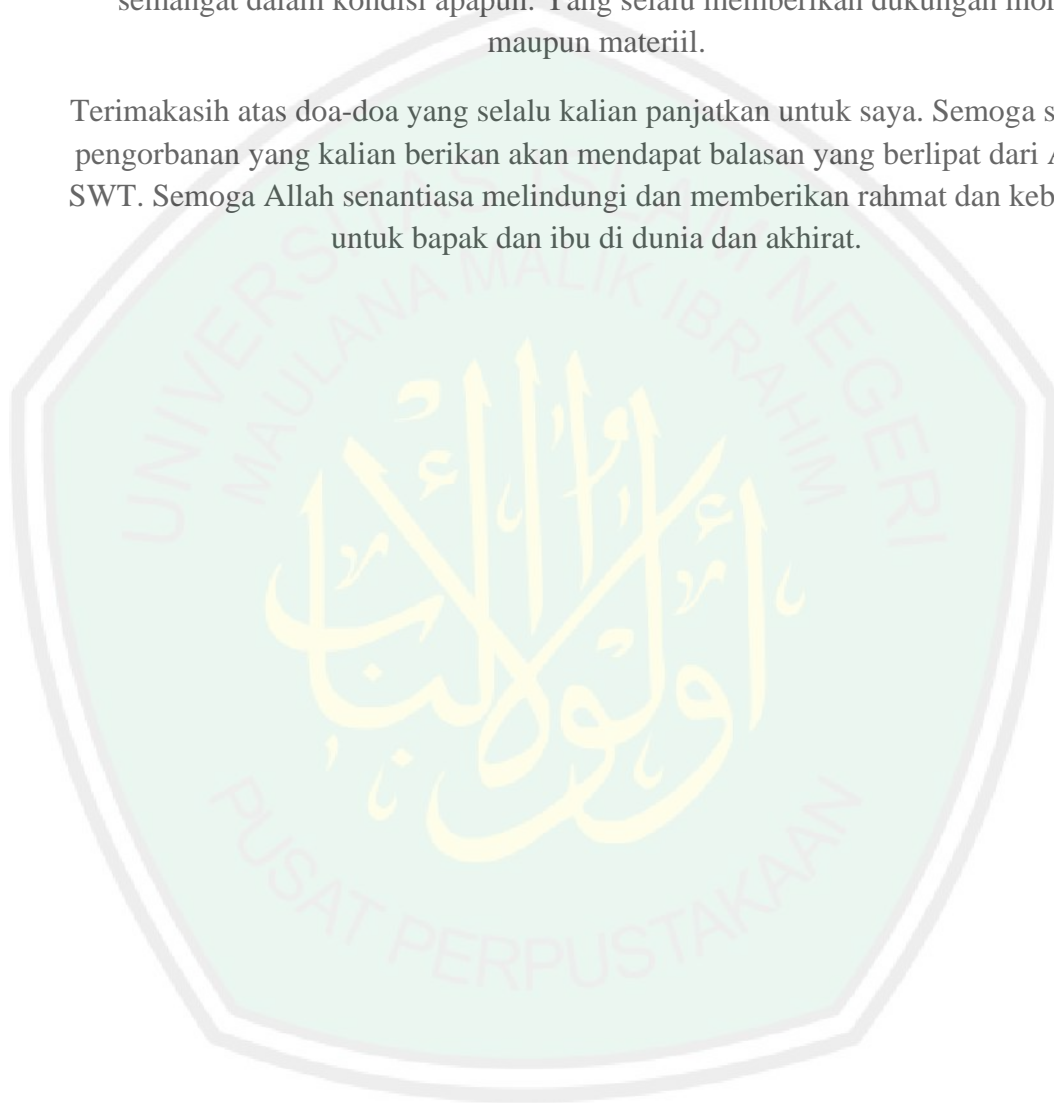 semangat dalam kondisi apapun. Yang selalu memberikan dukungan
maupun materiil.
Terimakasih atas doa-doa yang selalu kalian panjatkan untuk saya. Semoga
pengorbanan yang kalian berikan akan mendapat balasan yang berlipat dari
SWT. Semoga Allah senantiasa melindungi dan memberikan rahmat dan
untuk bapak dan ibu di dunia dan akhirat.
UNIVERSITAS ISLAM NEGERI
MAULANA MALIK IBRAHIM
أولوا الألباب
PUSAT PERPUSTAKAAN